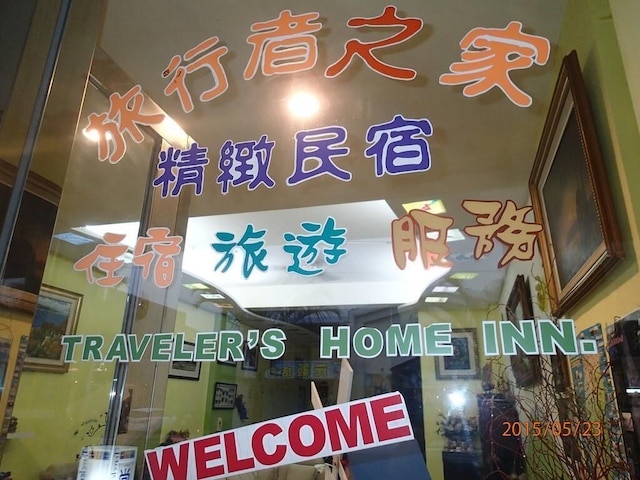 旅行者之家
精緻民宿
住宿 旅遊 服務
TRAVELER'S HOME INN.
WELCOME
2015/05/23